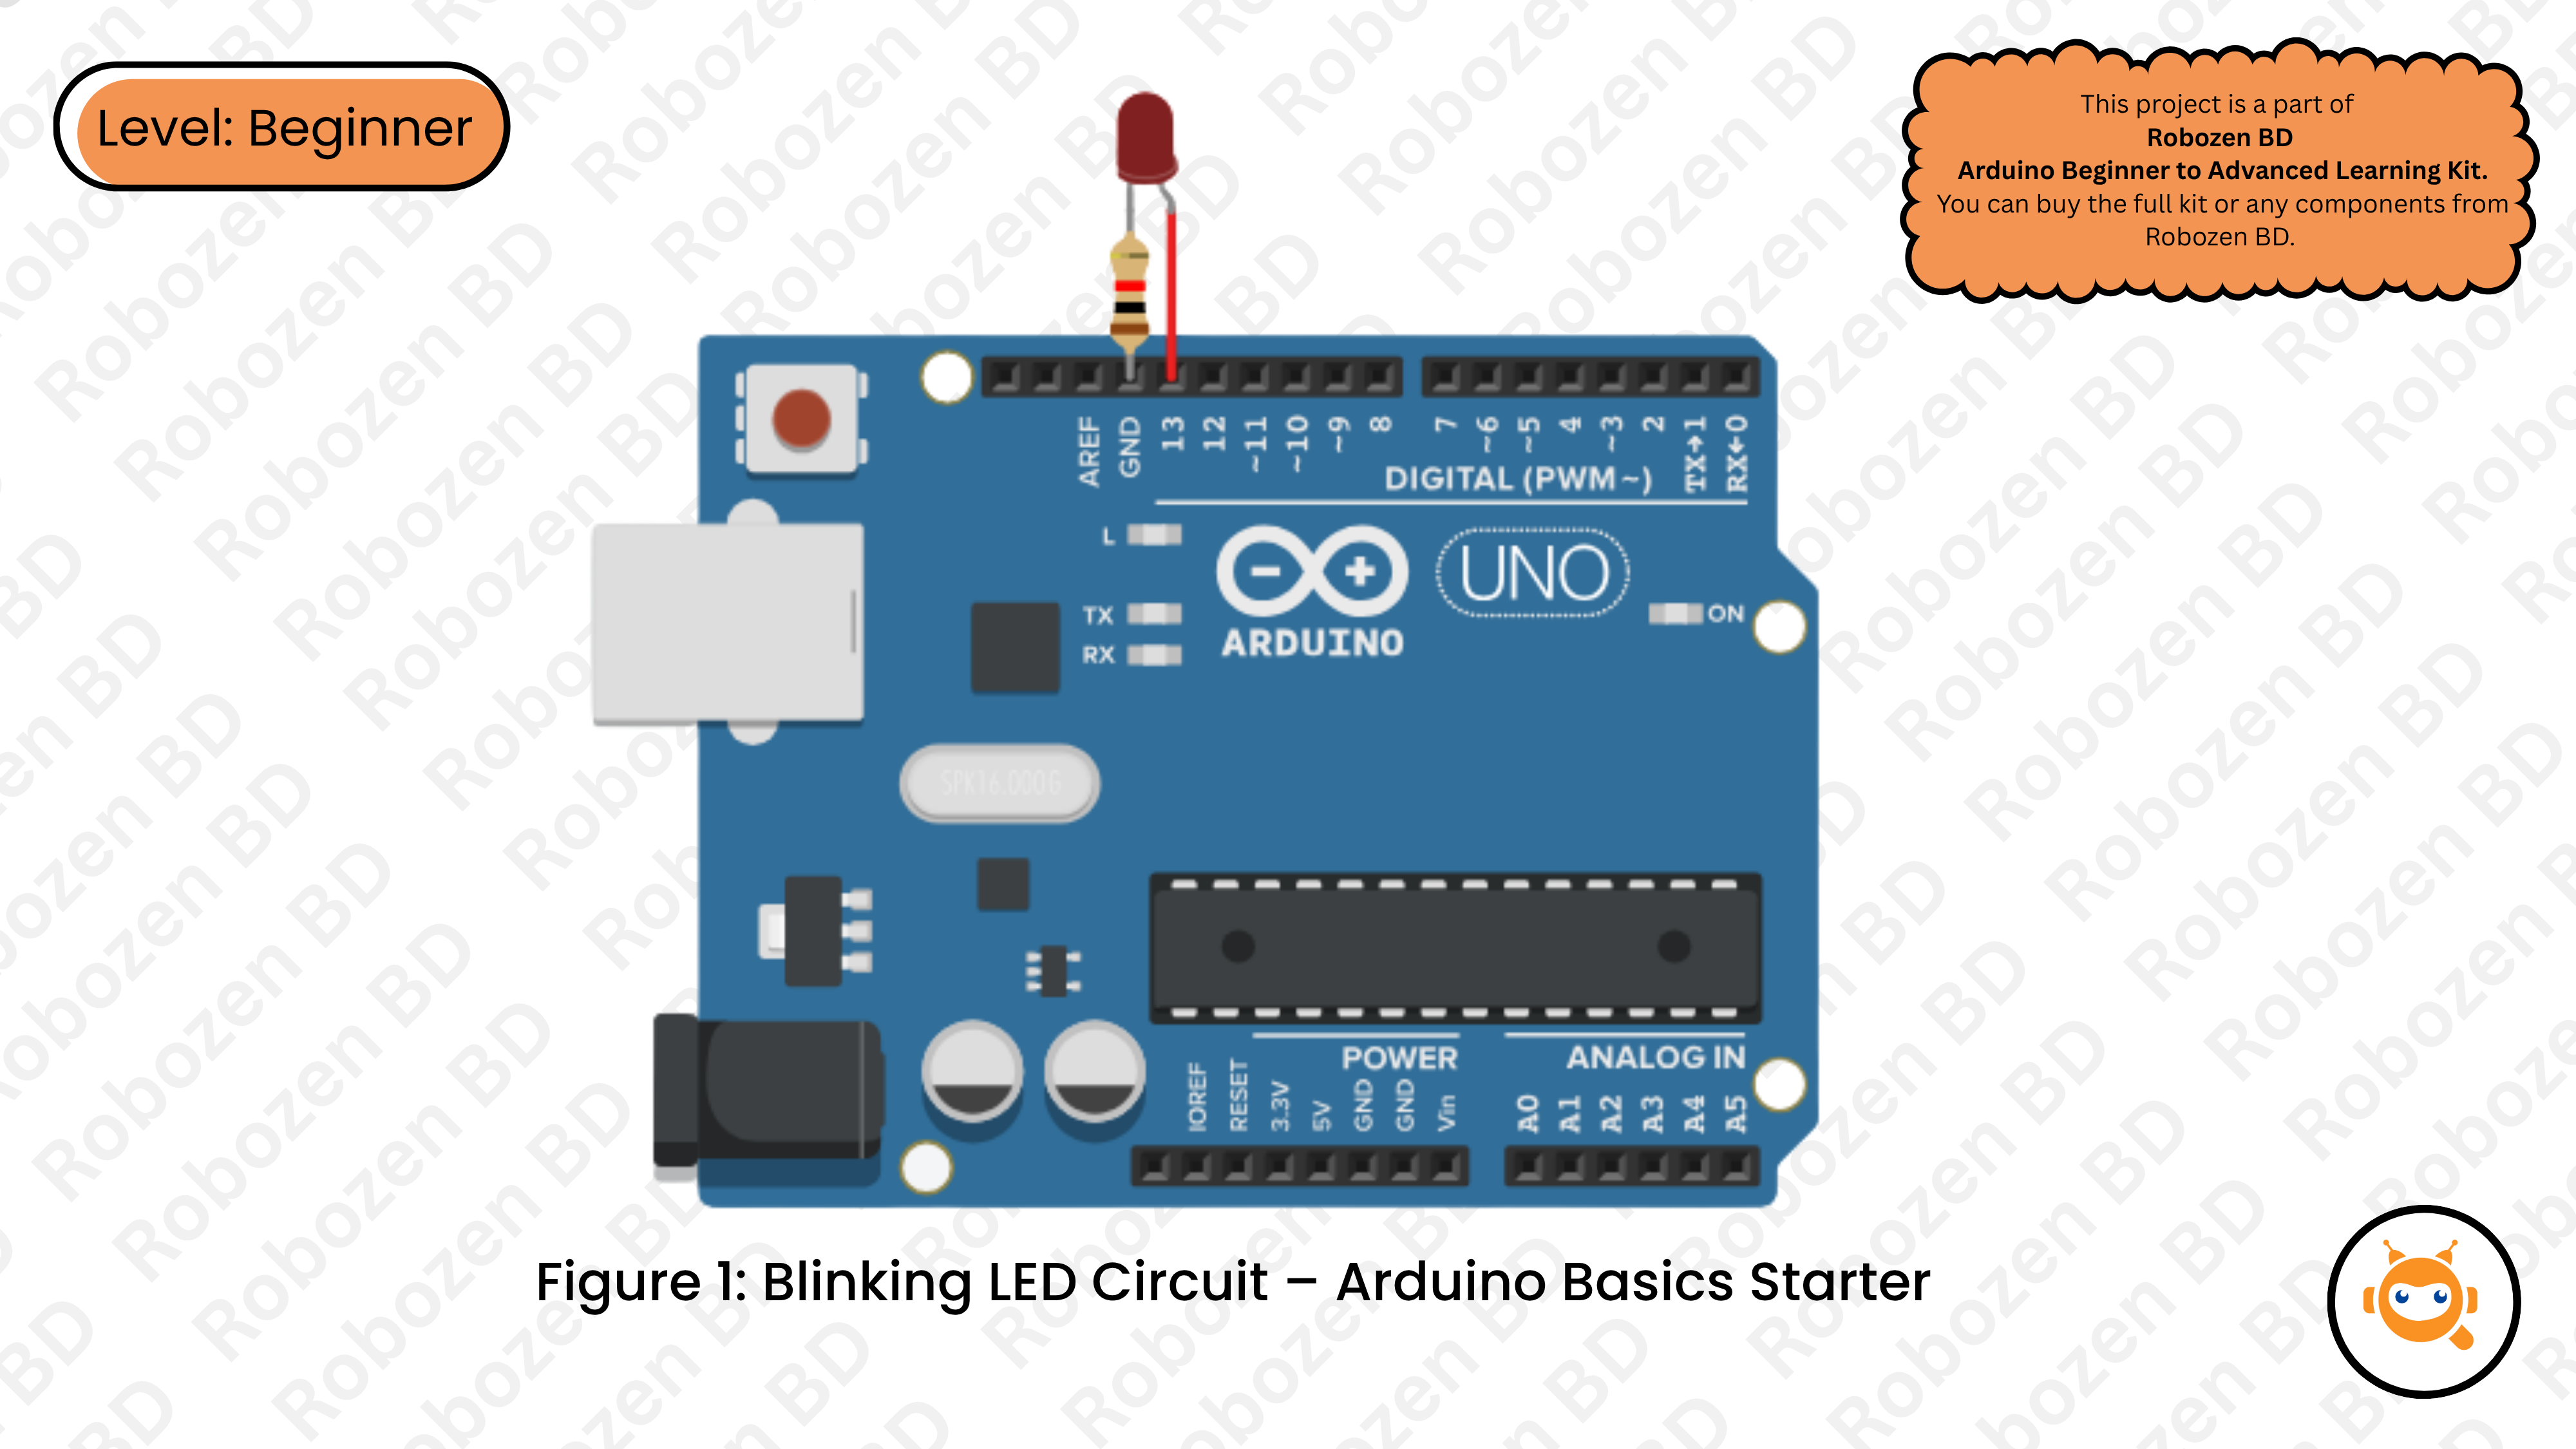 Level: Beginner
This project is a part of
Robozen BD
Arduino Beginner to Advanced Learning Kit.
You can buy the full kit or any components from
Robozen BD.
AREF
GND
13
12
~11
~10
~9
8
7
~6
~5
4
~3
2
TX→1
RX←0
DIGITAL (PWM~)
L
TX
RX
ARDUINO
UNO
ON
SPK16.000G
POWER
ANALOG IN
IOREF
RESET
3.3V
5V
GND
GND
Vin
A0
A1
A2
A3
A4
A5
Figure 1: Blinking LED Circuit – Arduino Basics Starter
Robozen BD